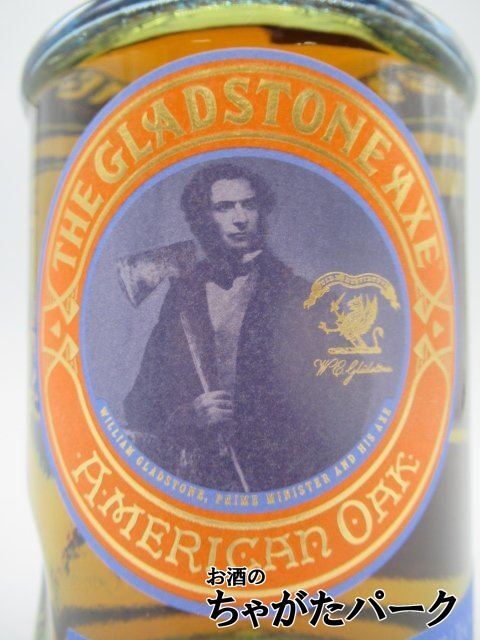 THE GLADSTONE AXE
W.E. Gladstone
WILLIAM GLADSTONE, PRIME MINISTER AND HIS AXE
·AMERICAN OAK·
お酒の
ちゃがたパーク